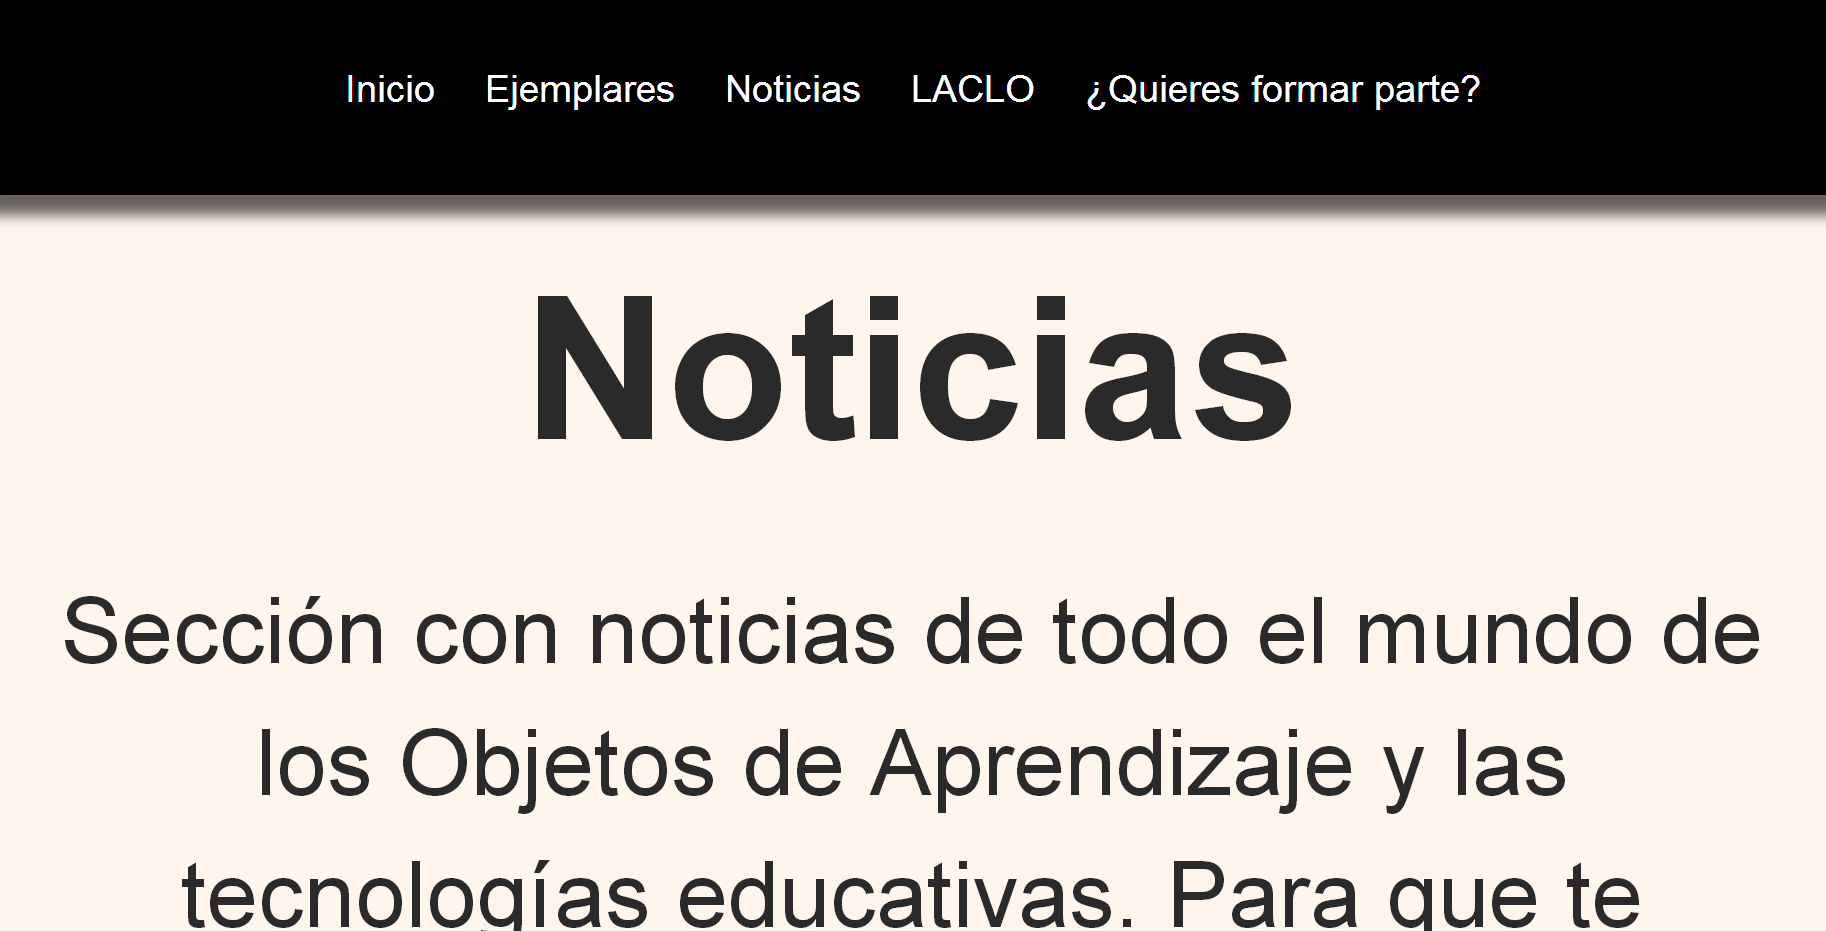 Inicio Ejemplares Noticias LACLO ¿Quieres formar parte?
Noticias
Sección con noticias de todo el mundo de
los Objetos de Aprendizaje y las
tecnologías educativas. Para que te